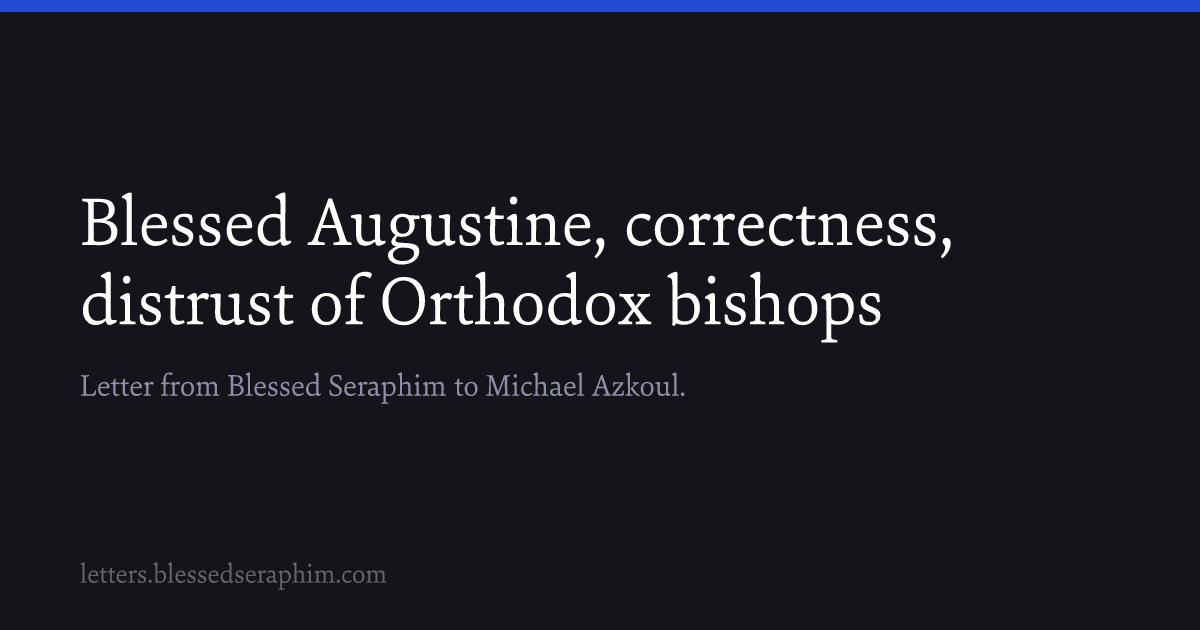 Blessed Augustine, correctness,
distrust of Orthodox bishops
Letter from Blessed Seraphim to Michael Azkoul.
letters.blessedseraphim.com